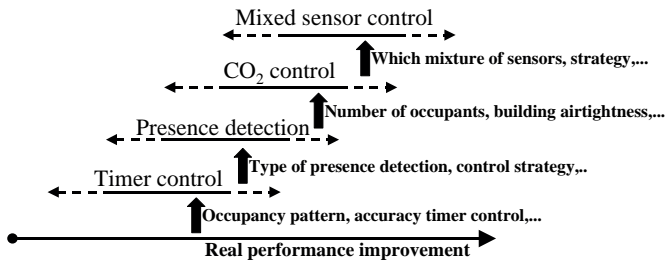 Mixed sensor control
Which mixture of sensors, strategy,...
CO₂ control
Number of occupants, building airtightness,...
Presence detection
Type of presence detection, control strategy,..
Timer control
Occupancy pattern, accuracy timer control,...
Real performance improvement